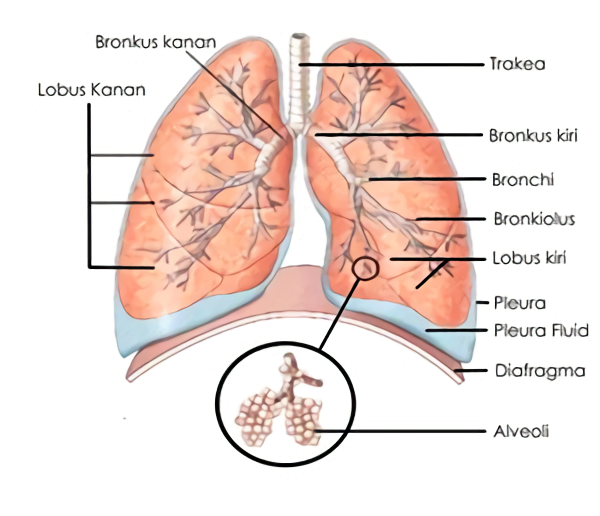 Bronkus kanan
Lobus Kanan
Trakea
Bronkus kiri
Bronchi
Bronkiolus
Lobus kiri
Pleura
Pleura Fluid
Diafragma
Alveoli